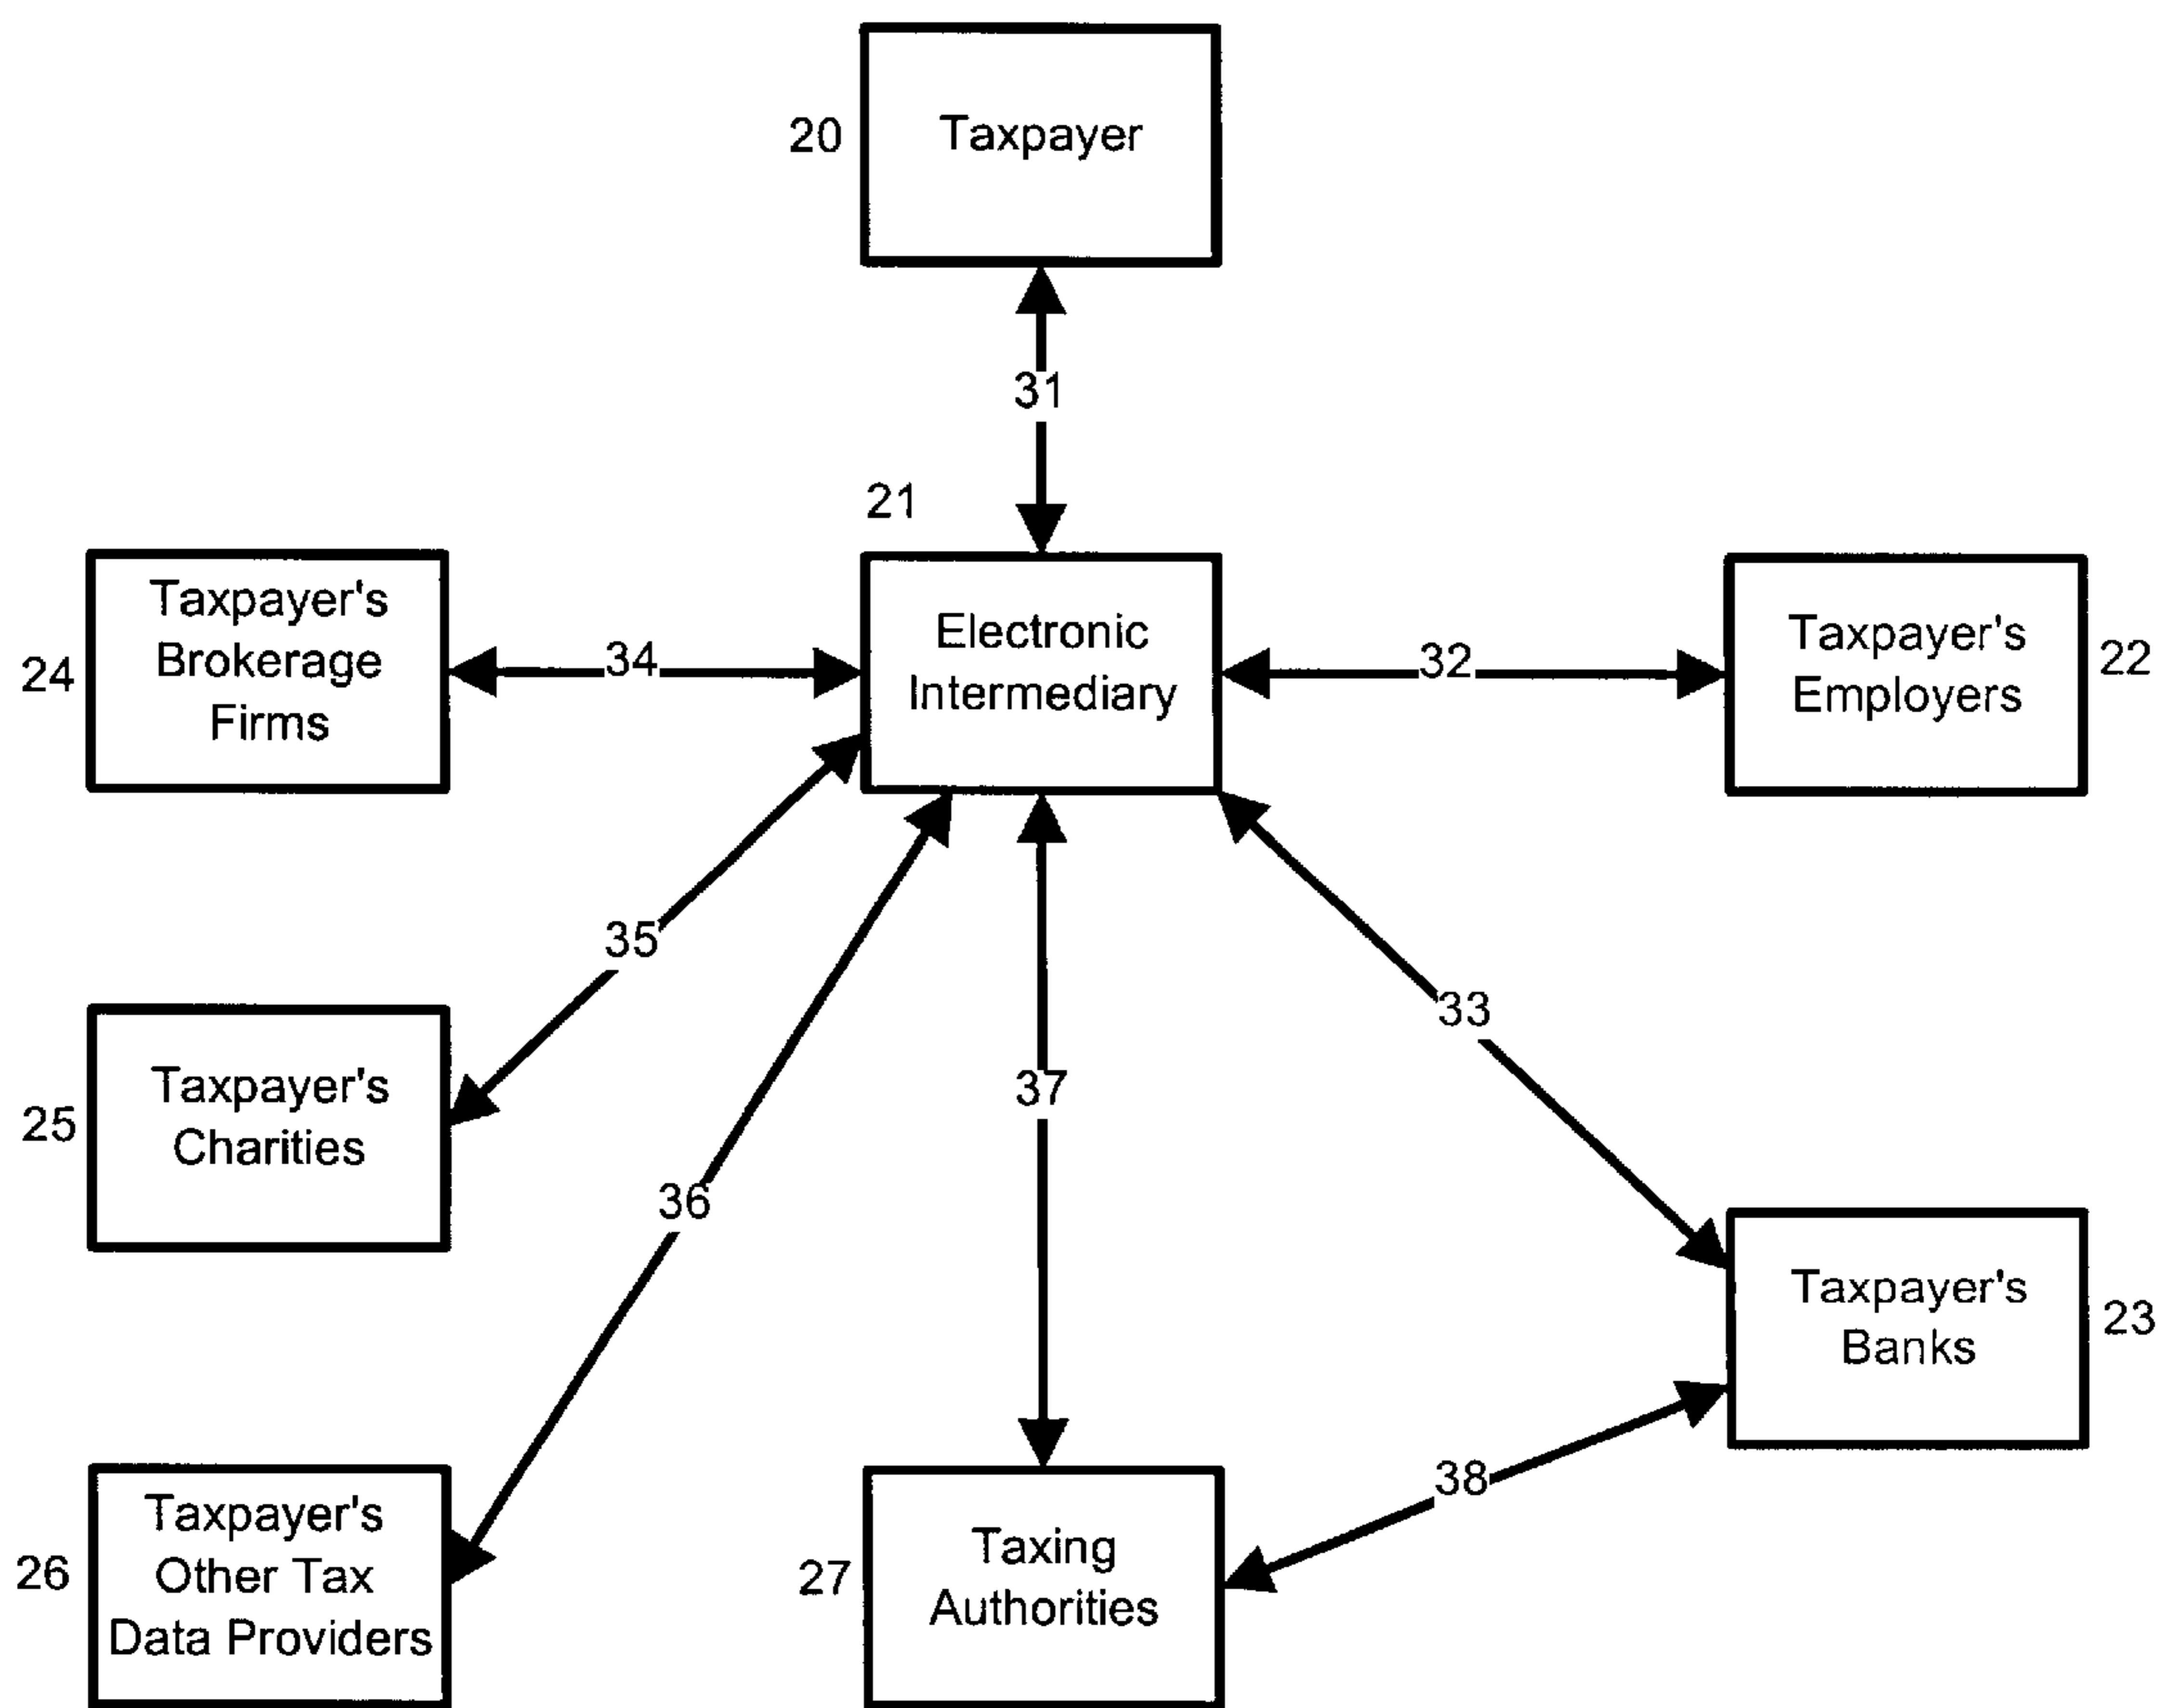 20
Taxpayer
31
21
Taxpayer's
Brokerage
Firms
24
34
Electronic
Intermediary
32
Taxpayer's
Employers
22
35
33
Taxpayer's
Charities
25
37
36
Taxpayer's
Banks
23
38
Taxpayer's
Other Tax
Data Providers
26
27
Taxing
Authorities